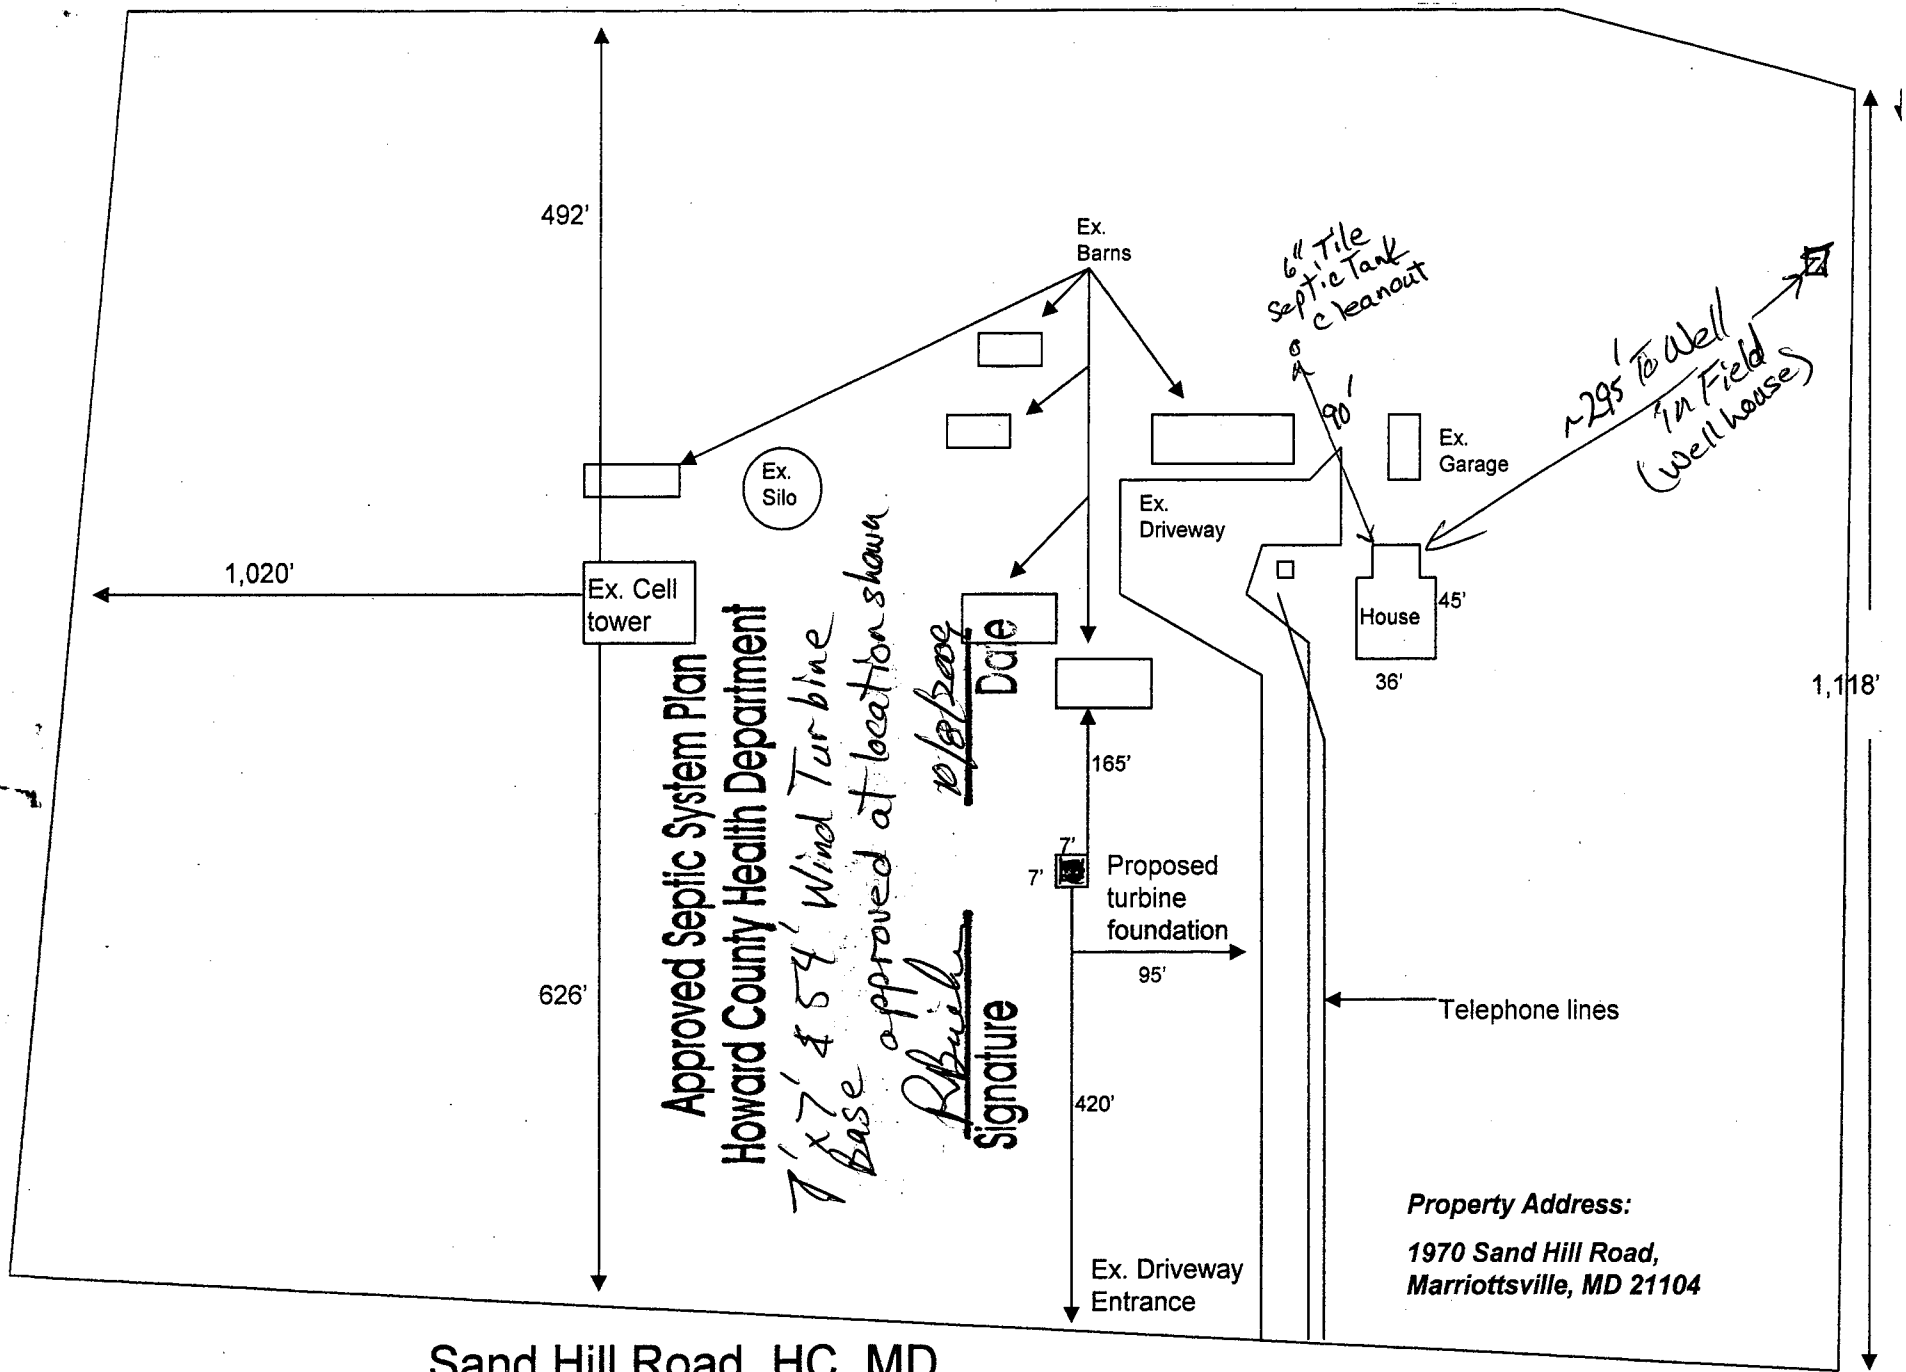 492'
Ex.
Barns
6" Tile
Septic Tank
Cleanout
90'
~295' To Well
In Field
(Wellhouse)
Ex.
Garage
Ex.
Silo
Ex.
Driveway
1,020'
Ex. Cell
tower
House
45'
36'
1,118'
Approved Septic System Plan
Howard County Health Department
7'x7' & 54' Wind Turbine
Base approved at location shown
10/8/2009
Signature
Date
165'
7'
7'
Proposed
turbine
foundation
95'
626'
Telephone lines
420'
Property Address:
1970 Sand Hill Road,
Marriottsville, MD 21104
Ex. Driveway
Entrance
Sand Hill Road, HC, MD